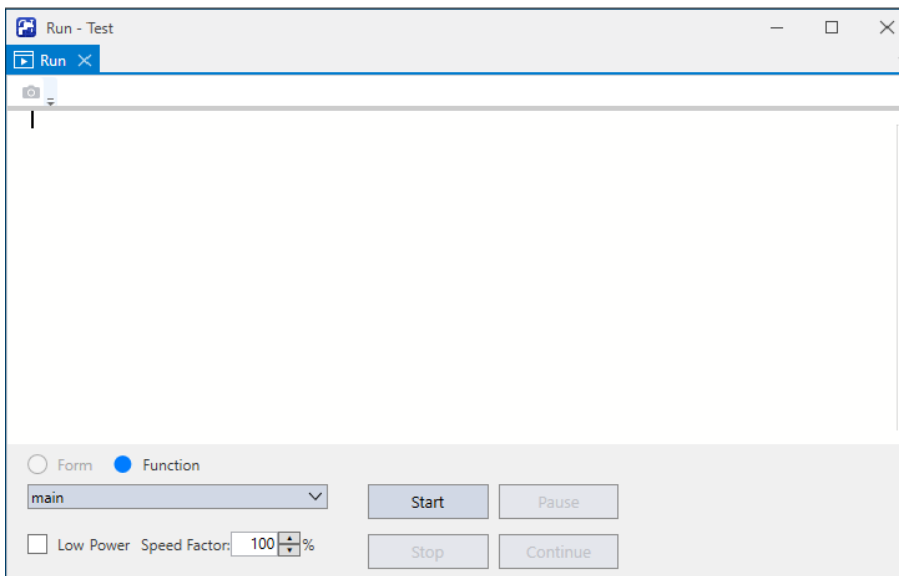 Run - Test
Run
Form Function
main
Start Pause
Low Power Speed Factor: 100 %
Stop Continue